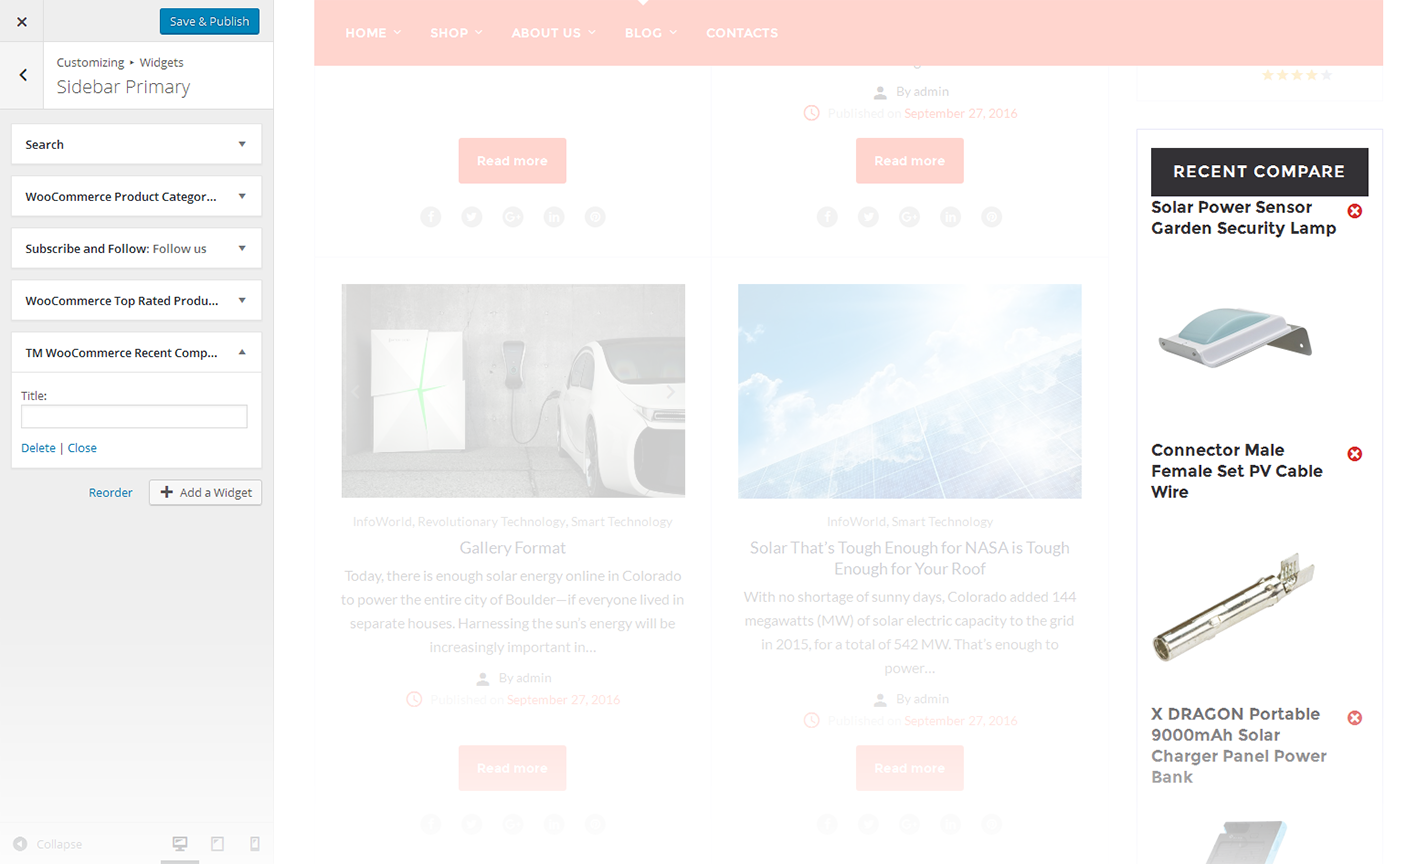 Save & Publish
Customizing ▸ Widgets
Sidebar Primary
Search
WooCommerce Product Categor...
Subscribe and Follow: Follow us
WooCommerce Top Rated Produ...
TM WooCommerce Recent Comp...
Title:
Delete | Close
Reorder
Add a Widget
Collapse
HOME
SHOP
ABOUT US
BLOG
CONTACTS
By admin
Published on September 27, 2016
Read more
Read more
InfoWorld, Revolutionary Technology, Smart Technology
Gallery Format
Today, there is enough solar energy online in Colorado
to power the entire city of Boulder—if everyone lived in
separate houses. Harnessing the sun's energy will be
increasingly important in…
By admin
Published on September 27, 2016
Read more
InfoWorld, Smart Technology
Solar That's Tough Enough for NASA is Tough
Enough for Your Roof
With no shortage of sunny days, Colorado added 144
megawatts (MW) of solar electric capacity to the grid
in 2015, for a total of 542 MW. That's enough to
power…
By admin
Published on September 27, 2016
Read more
RECENT COMPARE
Solar Power Sensor
Garden Security Lamp
Connector Male
Female Set PV Cable
Wire
X DRAGON Portable
9000mAh Solar
Charger Panel Power
Bank